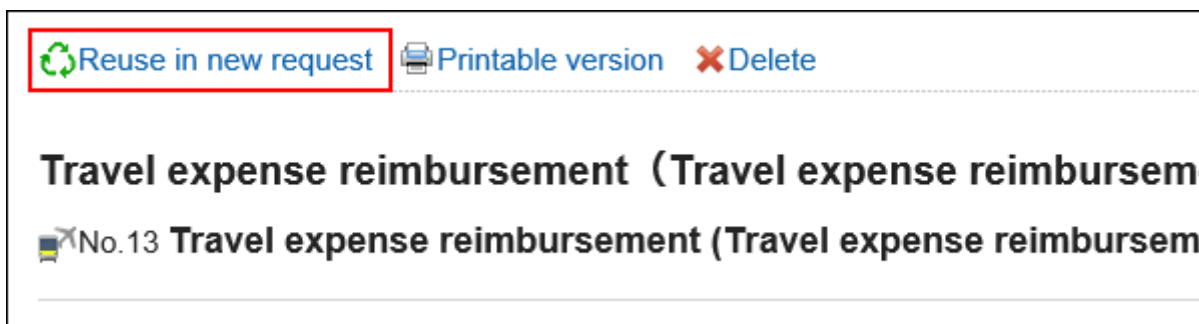 Reuse in new request Printable version Delete
Travel expense reimbursement（Travel expense reimbursem
No.13 Travel expense reimbursement (Travel expense reimbursem